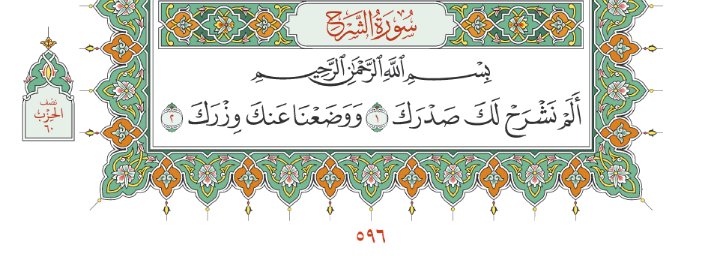 سُورَةُ الشَّرْحِ
بِسْمِ ٱللَّهِ ٱلرَّحْمَٰنِ ٱلرَّحِيمِ
أَلَمْ نَشْرَحْ لَكَ صَدْرَكَ ١ وَوَضَعْنَا عَنكَ وِزْرَكَ ٢
نصف
الحزب
٦٠
٥٩٦